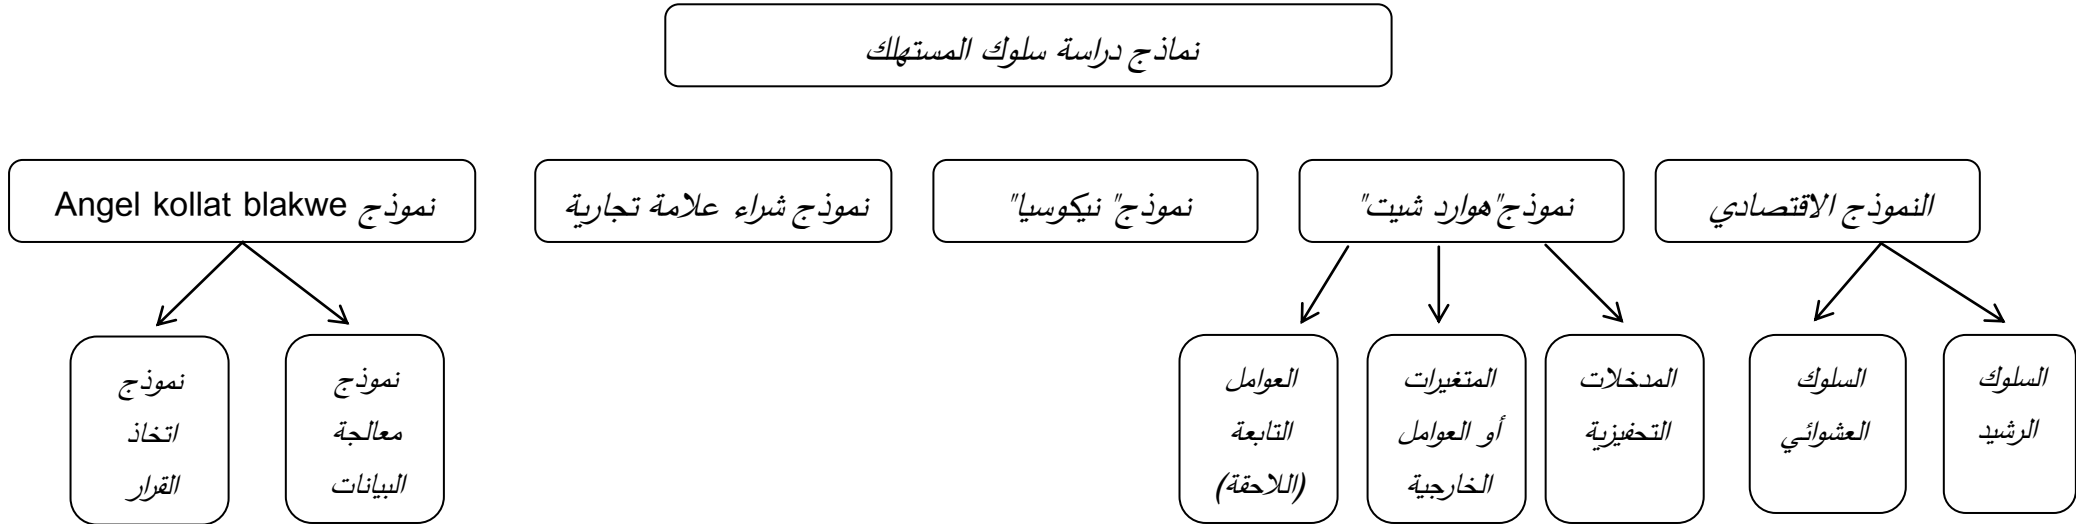 نماذج دراسة سلوك المستهلك
النموذج الاقتصادي
نموذج"هوارد شيت"
نموذج" نيكوسيا"
نموذج شراء علامة تجارية
نموذج Angel kollat blakwe
السلوك
الرشيد
السلوك
العشوائي
المدخلات
التحفيزية
المتغيرات
أو العوامل
الخارجية
العوامل
التابعة
(اللاحقة)
نموذج
معالجة
البيانات
نموذج
اتخاذ
القرار